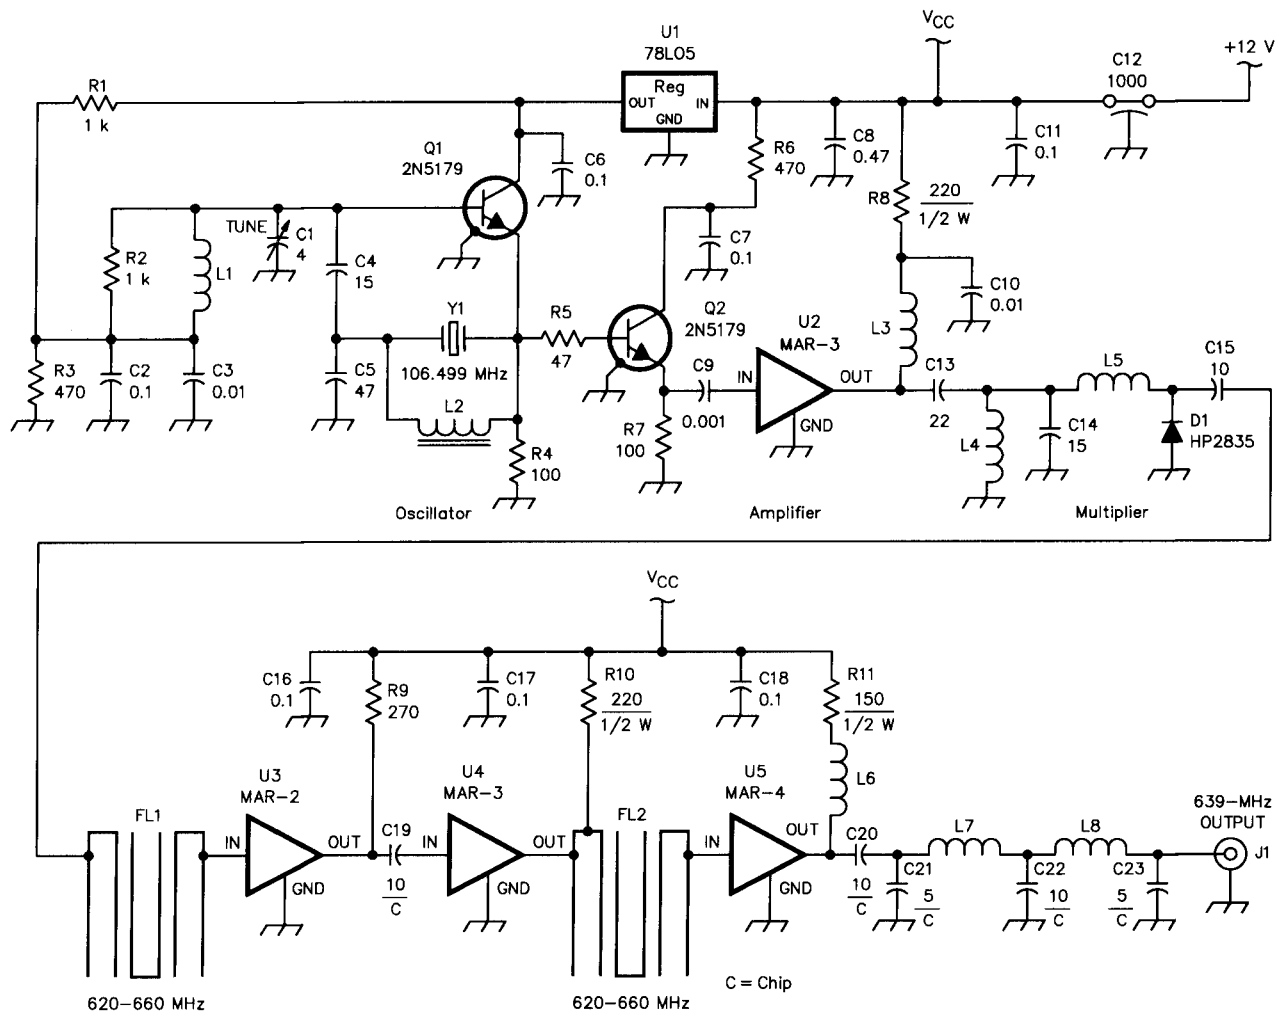 VCC
U1
78L05
+12 V
C12
1000
R1
1 k
Reg
OUT
IN
GND
Q1
2N5179
C6
0.1
R6
470
C8
0.47
C11
0.1
R8
220
1/2 W
TUNE
C1
4
R2
1 k
L1
C4
15
C7
0.1
C10
0.01
Y1
R5
47
Q2
2N5179
U2
MAR-3
L3
R3
470
C2
0.1
C3
0.01
C5
47
106.499 MHz
C9
0.001
IN
OUT
GND
C13
22
L5
C15
10
L2
R4
100
R7
100
L4
C14
15
D1
HP2835
Oscillator
Amplifier
Multiplier
VCC
C16
0.1
R9
270
C17
0.1
R10
220
1/2 W
C18
0.1
R11
150
1/2 W
L6
U3
MAR-2
U4
MAR-3
U5
MAR-4
639-MHz
OUTPUT
FL1
IN
OUT
GND
C19
10
C
IN
OUT
GND
FL2
IN
OUT
GND
C20
10
C
L7
L8
J1
C21
5
C
C22
10
C
C23
5
C
C = Chip
620-660 MHz
620-660 MHz